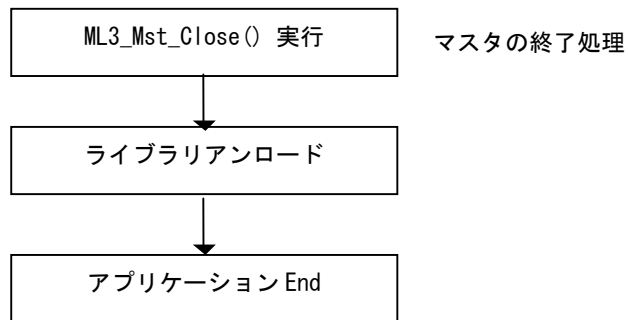 ML3_Mst_Close() 実行
マスタの終了処理
ライブラリアンロード
アプリケーション End